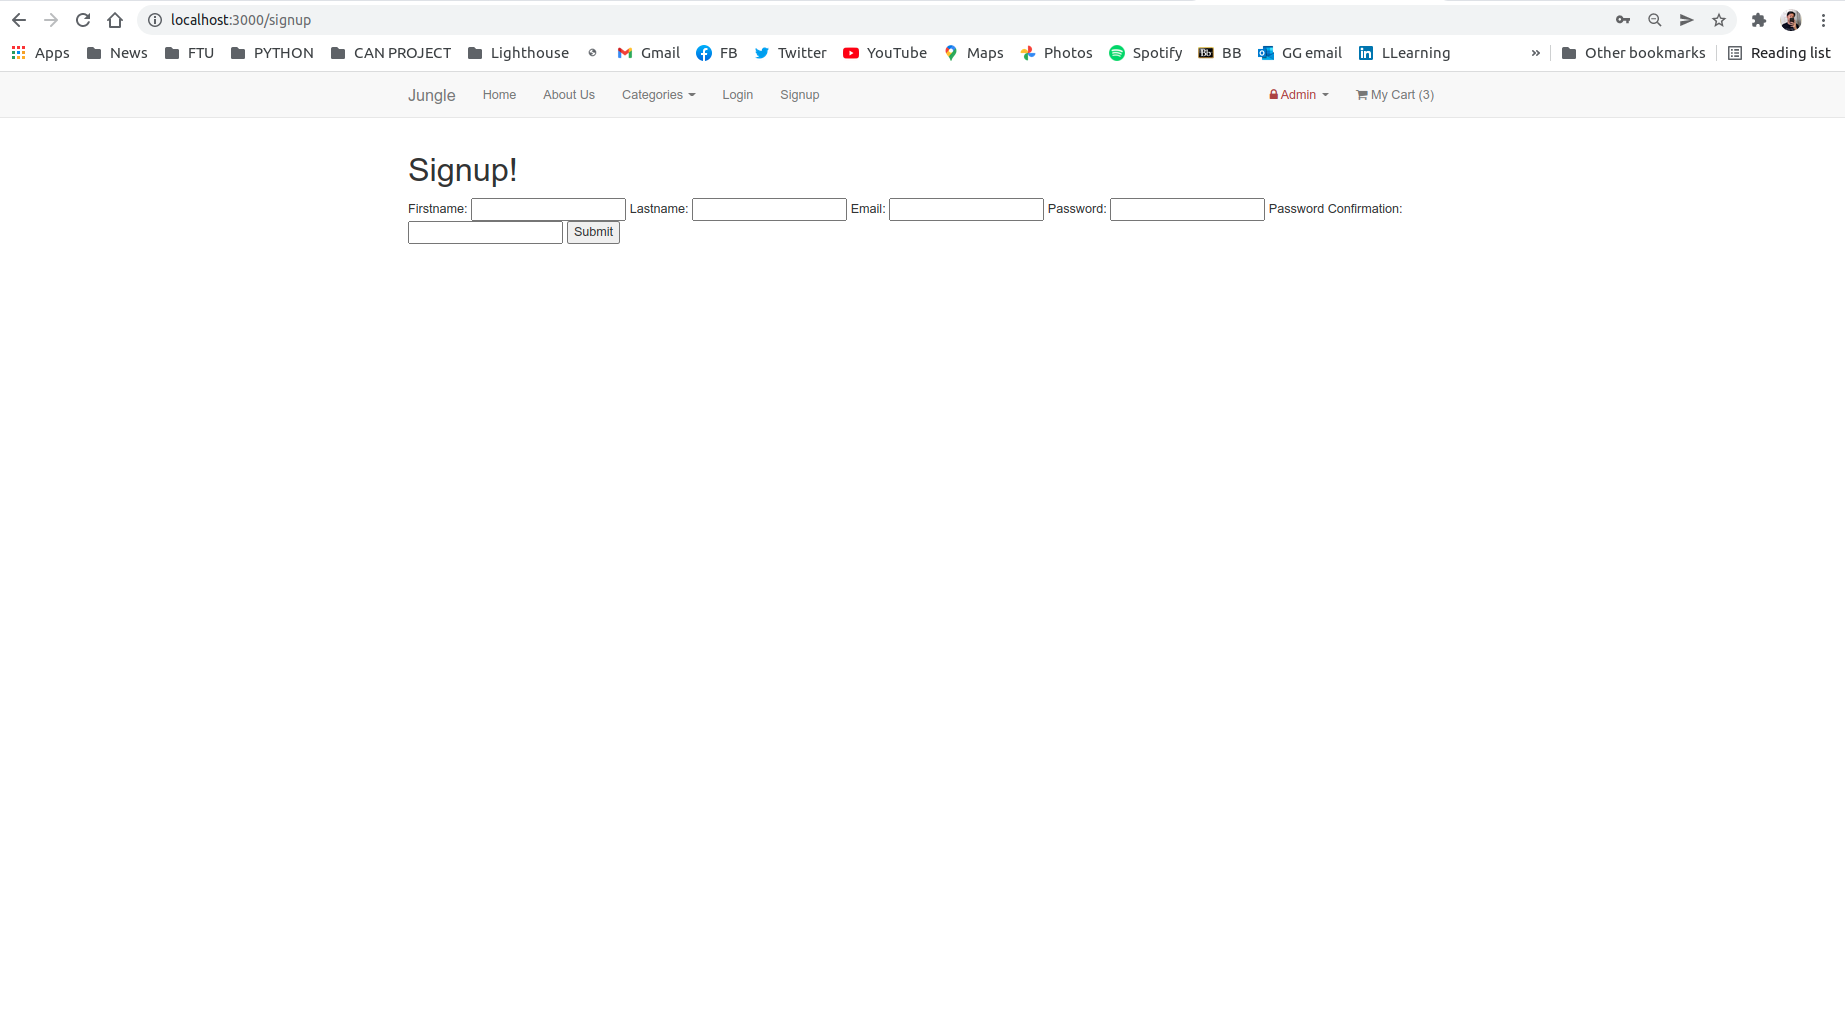 localhost:3000/signup
Apps News FTU PYTHON CAN PROJECT Lighthouse Gmail FB Twitter YouTube Maps Photos Spotify Bb BB GG email LLearning » Other bookmarks Reading list
Jungle Home About Us Categories Login Signup Admin My Cart (3)
Signup!
Firstname: Lastname: Email: Password: Password Confirmation:
Submit